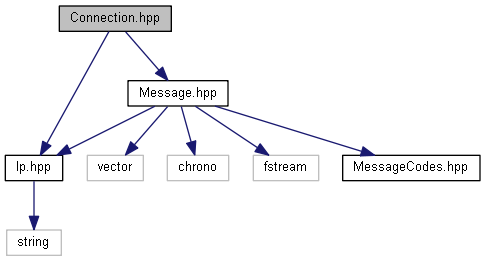 Connection.hpp
Message.hpp
Ip.hpp
vector
chrono
fstream
MessageCodes.hpp
string